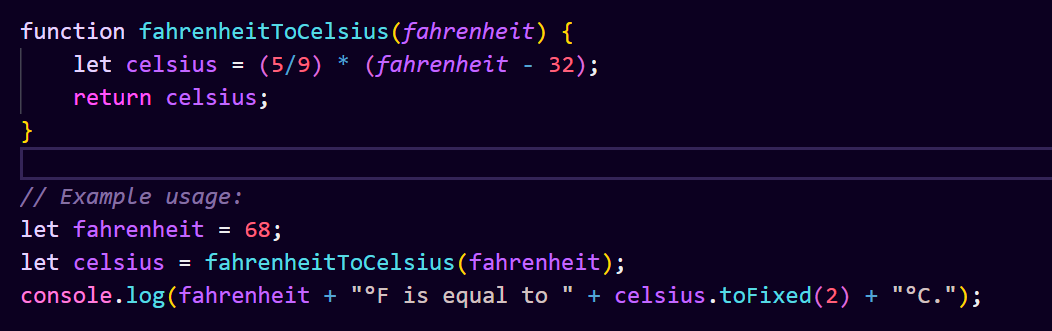 function fahrenheitToCelsius(fahrenheit) {
    let celsius = (5/9) * (fahrenheit - 32);
    return celsius;
}
// Example usage:
let fahrenheit = 68;
let celsius = fahrenheitToCelsius(fahrenheit);
console.log(fahrenheit + "°F is equal to " + celsius.toFixed(2) + "°C.");